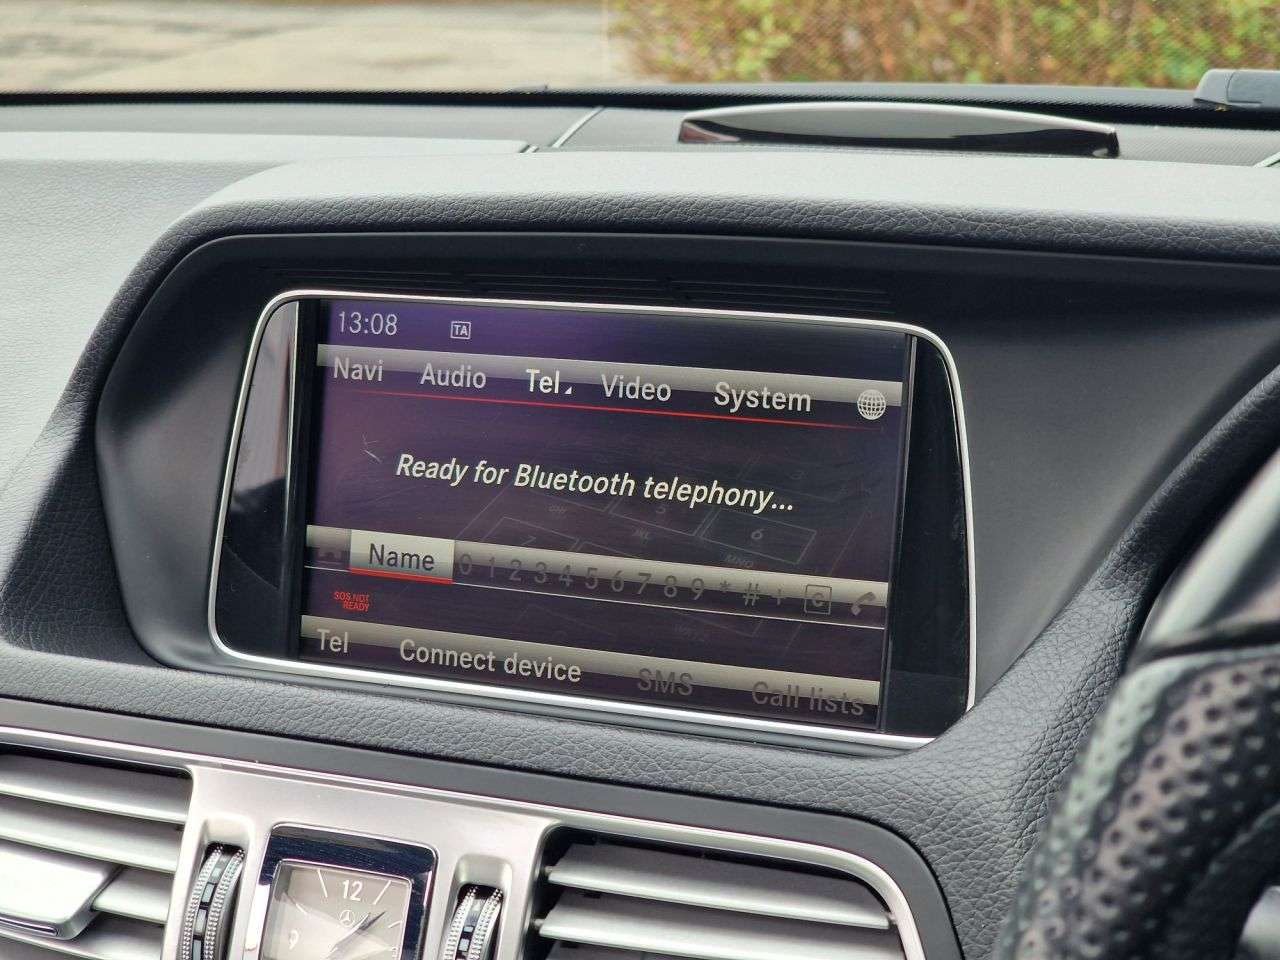 13:08 TA
Navi Audio Tel Video System
Ready for Bluetooth telephony...
Name 0 1 2 3 4 5 6 7 8 9 * # + C
SOS NOT
READY
Tel Connect device SMS Call lists
12
9